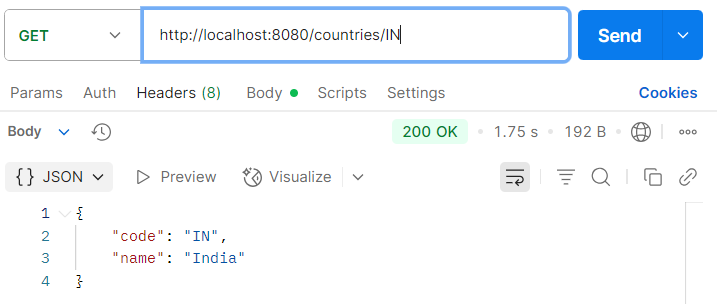 GET http://localhost:8080/countries/IN Send
Params Auth Headers (8) Body Scripts Settings Cookies
Body 200 OK • 1.75 s • 192 B •
{} JSON Preview Visualize
1 {
2     "code": "IN",
3     "name": "India"
4 }